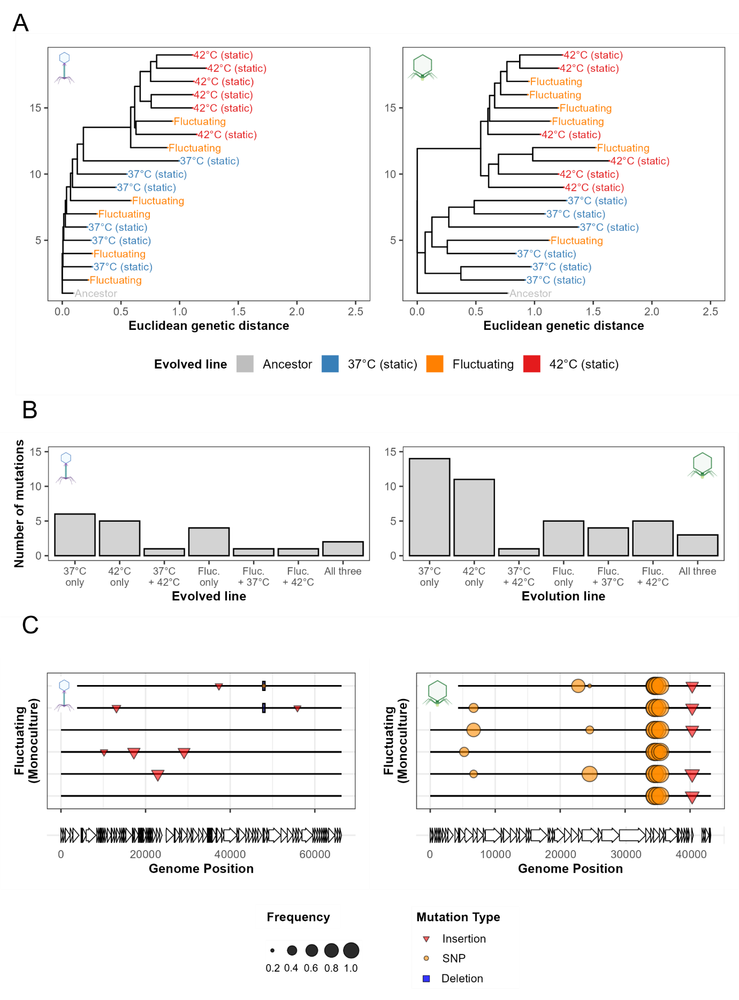 A
42°C (static)
42°C (static)
42°C (static)
42°C (static)
42°C (static)
Fluctuating
42°C (static)
Fluctuating
37°C (static)
37°C (static)
37°C (static)
Fluctuating
Fluctuating
37°C (static)
37°C (static)
Fluctuating
37°C (static)
Fluctuating
Ancestor
15
10
5
0.0 0.5 1.0 1.5 2.0 2.5
Euclidean genetic distance
42°C (static)
42°C (static)
Fluctuating
Fluctuating
Fluctuating
Fluctuating
42°C (static)
Fluctuating
42°C (static)
42°C (static)
42°C (static)
37°C (static)
37°C (static)
37°C (static)
Fluctuating
37°C (static)
37°C (static)
37°C (static)
Ancestor
15
10
5
0.0 0.5 1.0 1.5 2.0 2.5
Euclidean genetic distance
Evolved line Ancestor 37°C (static) Fluctuating 42°C (static)
B
Number of mutations
15
10
5
0
37°C only
42°C only
37°C + 42°C
Fluc. only
Fluc. + 37°C
Fluc. + 42°C
All three
Evolved line
15
10
5
0
37°C only
42°C only
37°C + 42°C
Fluc. only
Fluc. + 37°C
Fluc. + 42°C
All three
Evolution line
C
Fluctuating
(Monoculture)
0 20000 40000 60000
Genome Position
Fluctuating
(Monoculture)
0 10000 20000 30000 40000
Genome Position
Frequency
0.2 0.4 0.6 0.8 1.0
Mutation Type
Insertion
SNP
Deletion